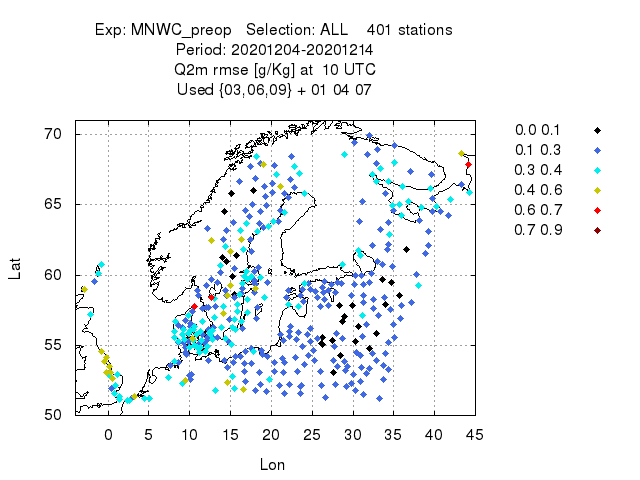 Exp: MNWC_preop Selection: ALL 401 stations
Period: 20201204-20201214
Q2m rmse [g/Kg] at 10 UTC
Used {03,06,09} + 01 04 07
70
65
60
55
50
Lat
0 5 10 15 20 25 30 35 40 45
Lon
0.0 0.1
0.1 0.3
0.3 0.4
0.4 0.6
0.6 0.7
0.7 0.9